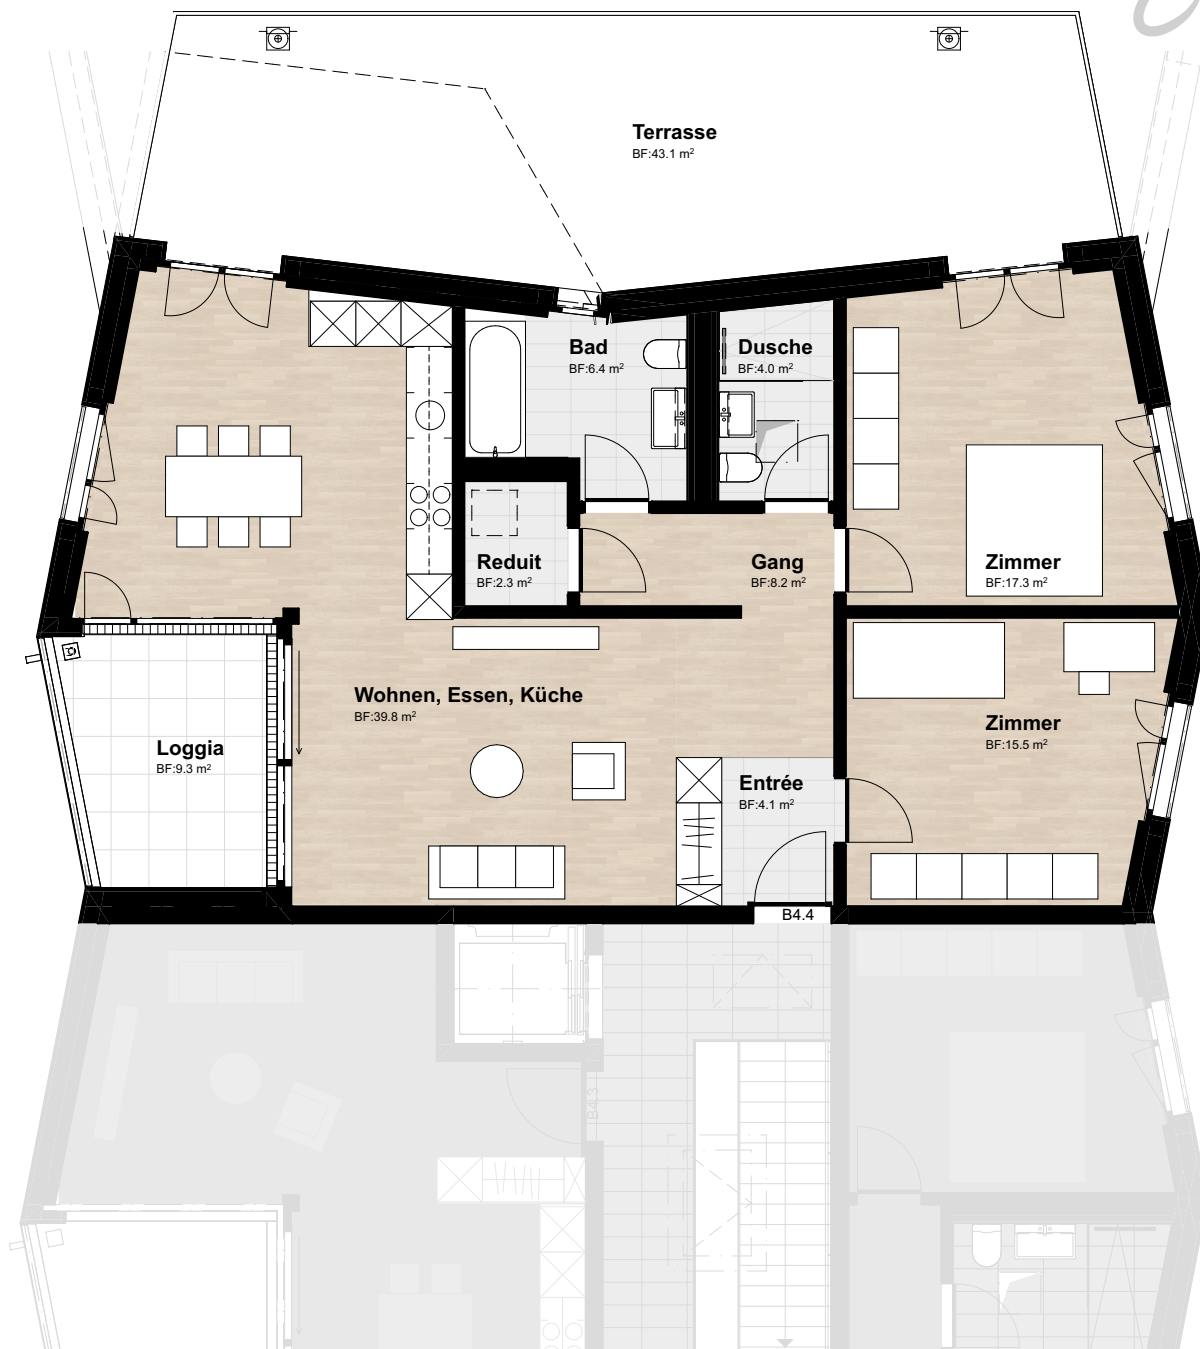 Terrasse
BF:43.1 m²
Bad
BF:6.4 m²
Dusche
BF:4.0 m²
Reduit
BF:2.3 m²
Gang
BF:8.2 m²
Zimmer
BF:17.3 m²
Wohnen, Essen, Küche
BF:39.8 m²
Zimmer
BF:15.5 m²
Loggia
BF:9.3 m²
Entrée
BF:4.1 m²
B4.4
B4.3